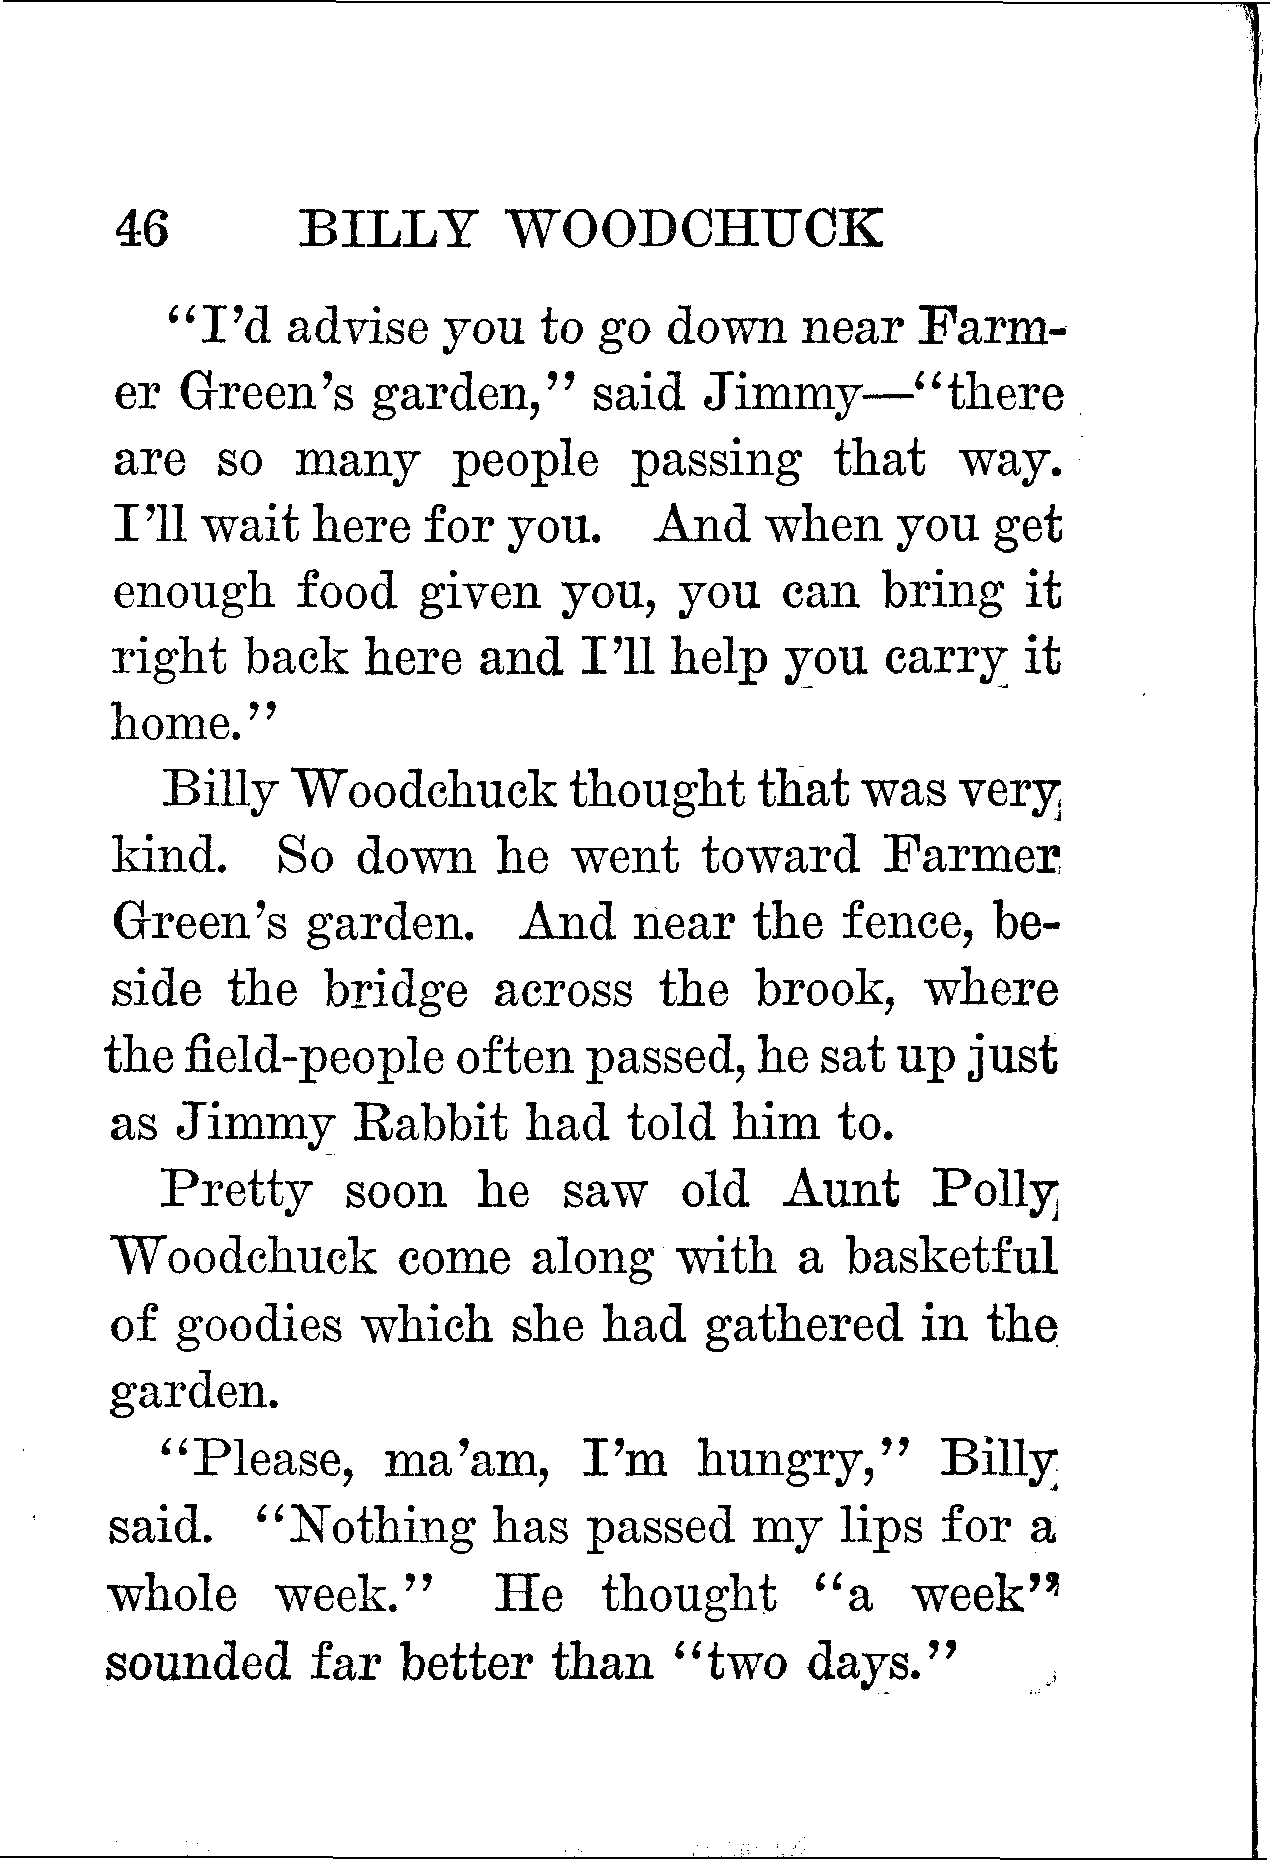 46 BILLY WOODCHUCK
“I’d advise you to go down near Farm-
er Green’s garden,” said Jimmy—“there
are so many people passing that way.
I’ll wait here for you. And when you get
enough food given you, you can bring it
right back here and I’ll help you carry it
home.”
Billy Woodchuck thought that was very
kind. So down he went toward Farmer
Green’s garden. And near the fence, be-
side the bridge across the brook, where
the field-people often passed, he sat up just
as Jimmy Rabbit had told him to.
Pretty soon he saw old Aunt Polly
Woodchuck come along with a basketful
of goodies which she had gathered in the
garden.
“Please, ma’am, I’m hungry,” Billy
said. “Nothing has passed my lips for a
whole week.” He thought “a week”
sounded far better than “two days.”